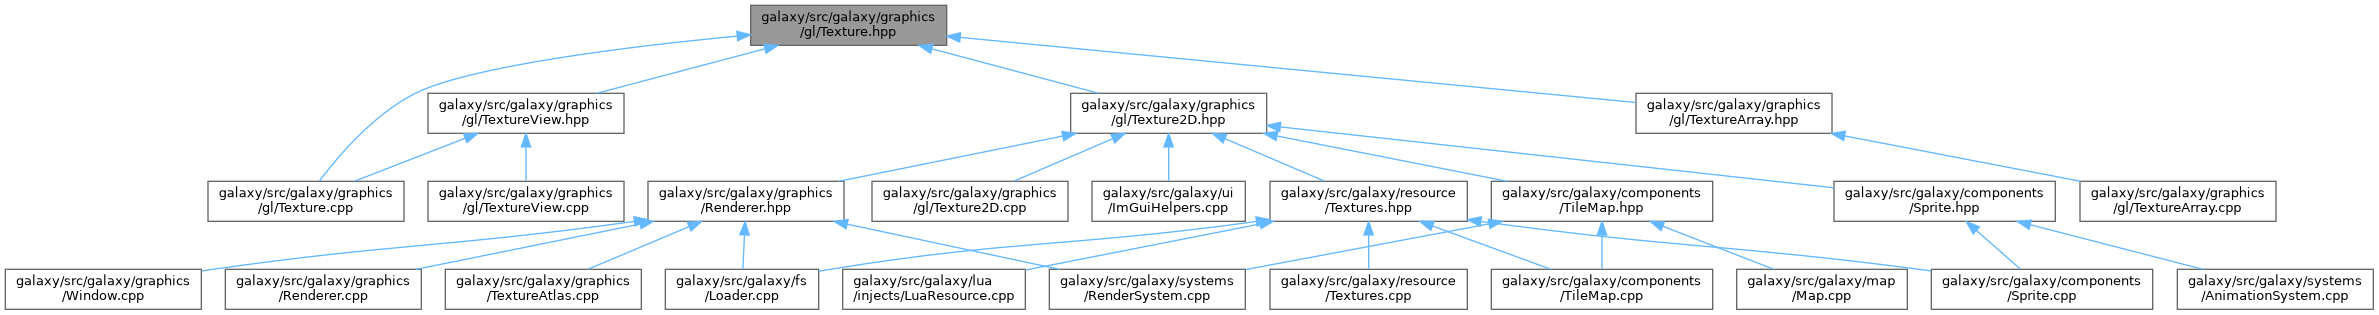 galaxy/src/galaxy/graphics
/gl/Texture.hpp
galaxy/src/galaxy/graphics
/gl/TextureView.hpp
galaxy/src/galaxy/graphics
/gl/Texture2D.hpp
galaxy/src/galaxy/graphics
/gl/TextureArray.hpp
galaxy/src/galaxy/graphics
/gl/Texture.cpp
galaxy/src/galaxy/graphics
/gl/TextureView.cpp
galaxy/src/galaxy/graphics
/Renderer.hpp
galaxy/src/galaxy/graphics
/gl/Texture2D.cpp
galaxy/src/galaxy/ui
/ImGuiHelpers.cpp
galaxy/src/galaxy/resource
/Textures.hpp
galaxy/src/galaxy/components
/TileMap.hpp
galaxy/src/galaxy/components
/Sprite.hpp
galaxy/src/galaxy/graphics
/gl/TextureArray.cpp
galaxy/src/galaxy/graphics
/Window.cpp
galaxy/src/galaxy/graphics
/Renderer.cpp
galaxy/src/galaxy/graphics
/TextureAtlas.cpp
galaxy/src/galaxy/fs
/Loader.cpp
galaxy/src/galaxy/lua
/injects/LuaResource.cpp
galaxy/src/galaxy/systems
/RenderSystem.cpp
galaxy/src/galaxy/resource
/Textures.cpp
galaxy/src/galaxy/components
/TileMap.cpp
galaxy/src/galaxy/map
/Map.cpp
galaxy/src/galaxy/components
/Sprite.cpp
galaxy/src/galaxy/systems
/AnimationSystem.cpp